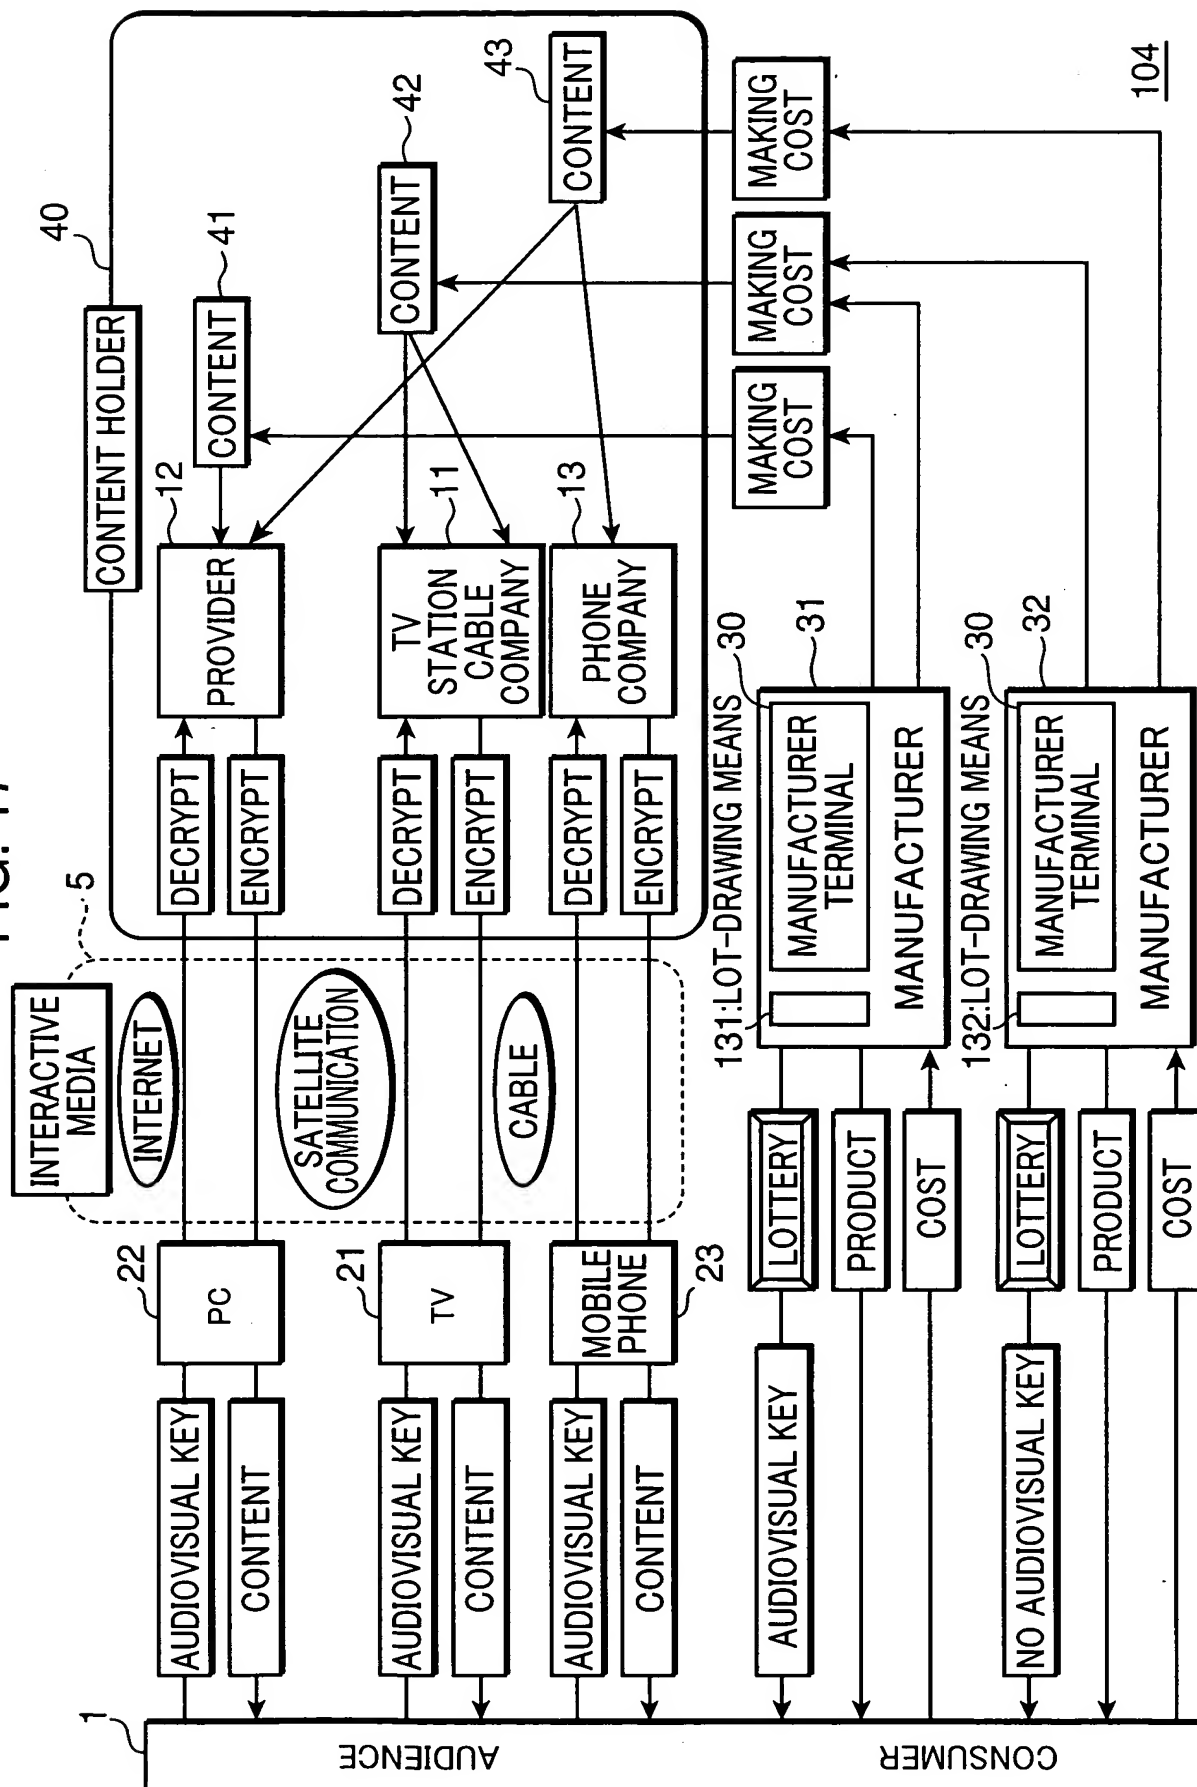 FIG. 17
104
1
AUDIENCE
CONSUMER
AUDIOVISUAL KEY
CONTENT
AUDIOVISUAL KEY
CONTENT
AUDIOVISUAL KEY
CONTENT
AUDIOVISUAL KEY
NO AUDIOVISUAL KEY
22
PC
21
TV
MOBILE
PHONE
23
LOTTERY
PRODUCT
COST
LOTTERY
PRODUCT
COST
INTERACTIVE
MEDIA
5
INTERNET
SATELLITE
COMMUNICATION
CABLE
DECRYPT
ENCRYPT
DECRYPT
ENCRYPT
DECRYPT
ENCRYPT
131:LOT-DRAWING MEANS
30
MANUFACTURER
TERMINAL
MANUFACTURER
31
132:LOT-DRAWING MEANS
30
MANUFACTURER
TERMINAL
MANUFACTURER
32
CONTENT HOLDER
40
12
PROVIDER
TV
STATION
CABLE
COMPANY
11
PHONE
COMPANY
13
CONTENT
41
CONTENT
42
CONTENT
43
MAKING
COST
MAKING
COST
MAKING
COST